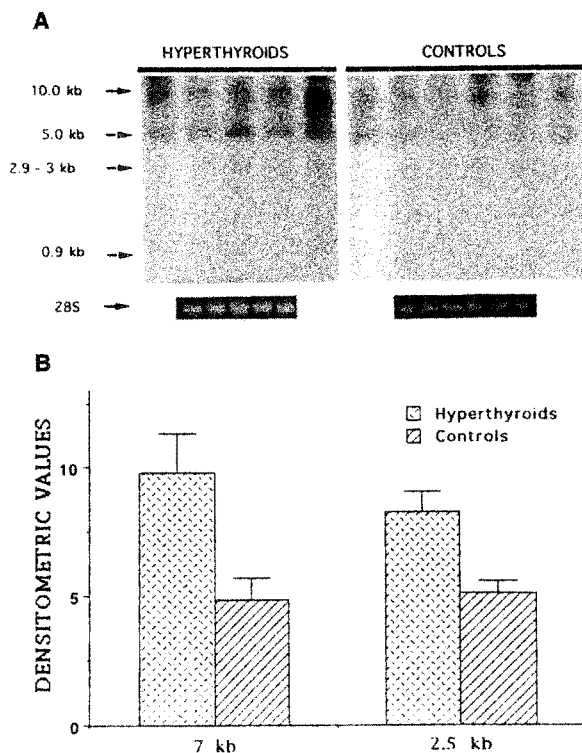 A
HYPERTHYROIDS
CONTROLS
10.0 kb
5.0 kb
2.9 - 3 kb
0.9 kb
28S
B
Hyperthyroids
Controls
DENSITOMETRIC VALUES
10
5
0
7 kb
2.5 kb